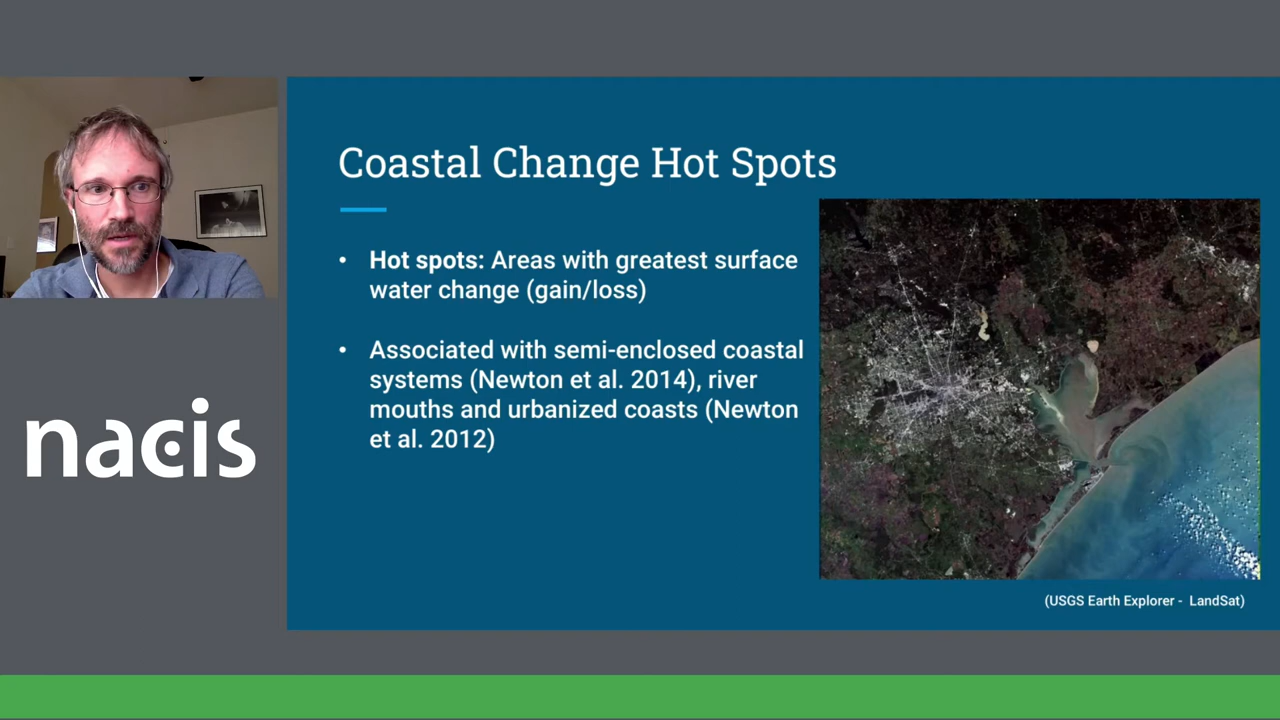 Coastal Change Hot Spots
• Hot spots: Areas with greatest surface
water change (gain/loss)
• Associated with semi-enclosed coastal
systems (Newton et al. 2014), river
mouths and urbanized coasts (Newton
et al. 2012)
nacis
(USGS Earth Explorer - LandSat)